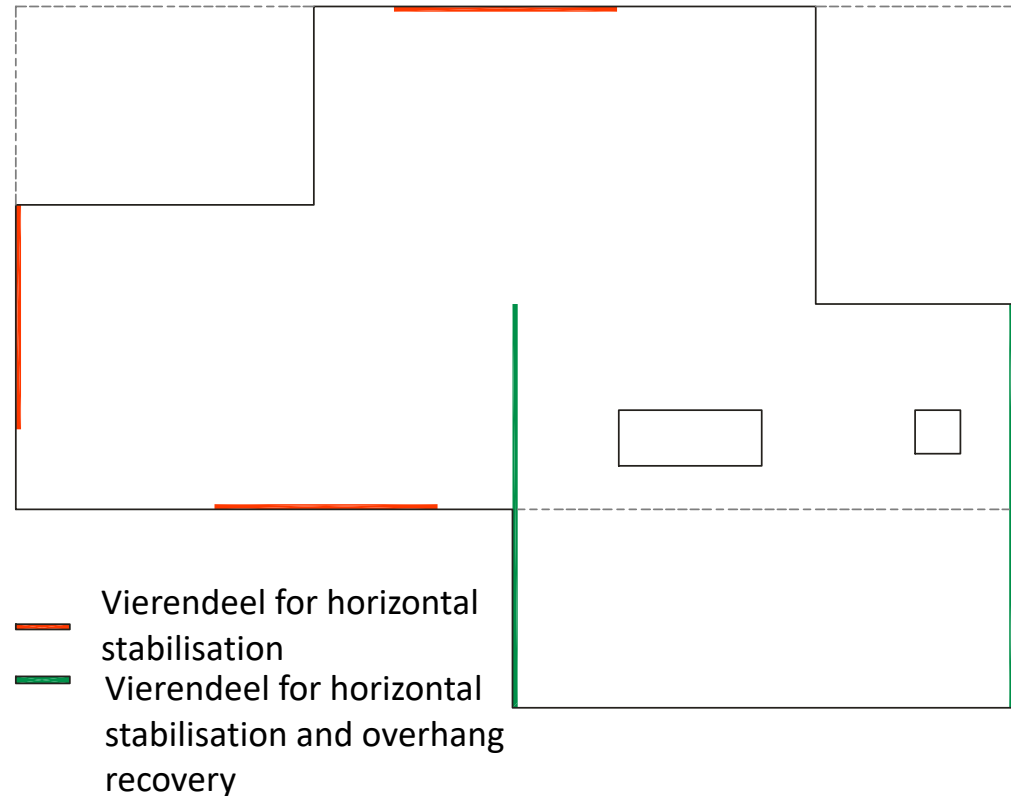 Vierendeel for horizontal
stabilisation
Vierendeel for horizontal
stabilisation and overhang
recovery